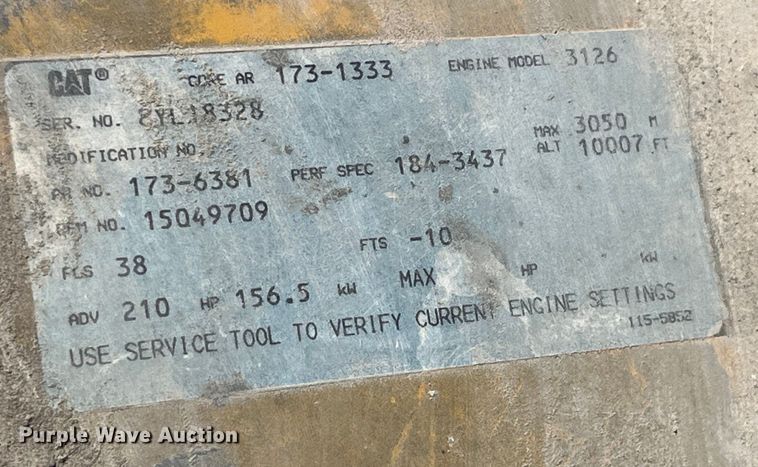 CAT® CORE AR 173-1333 ENGINE MODEL 3126
SER. NO. 8YL18328
MODIFICATION NO.
AR NO. 173-6381 PERF SPEC 184-3437 MAX ALT 3050 M 10007 FT
OEM NO. 15049709
FLS 38 FTS -10
ADV 210 HP 156.5 kW MAX HP kW
USE SERVICE TOOL TO VERIFY CURRENT ENGINE SETTINGS
115-5852
Purple Wave Auction